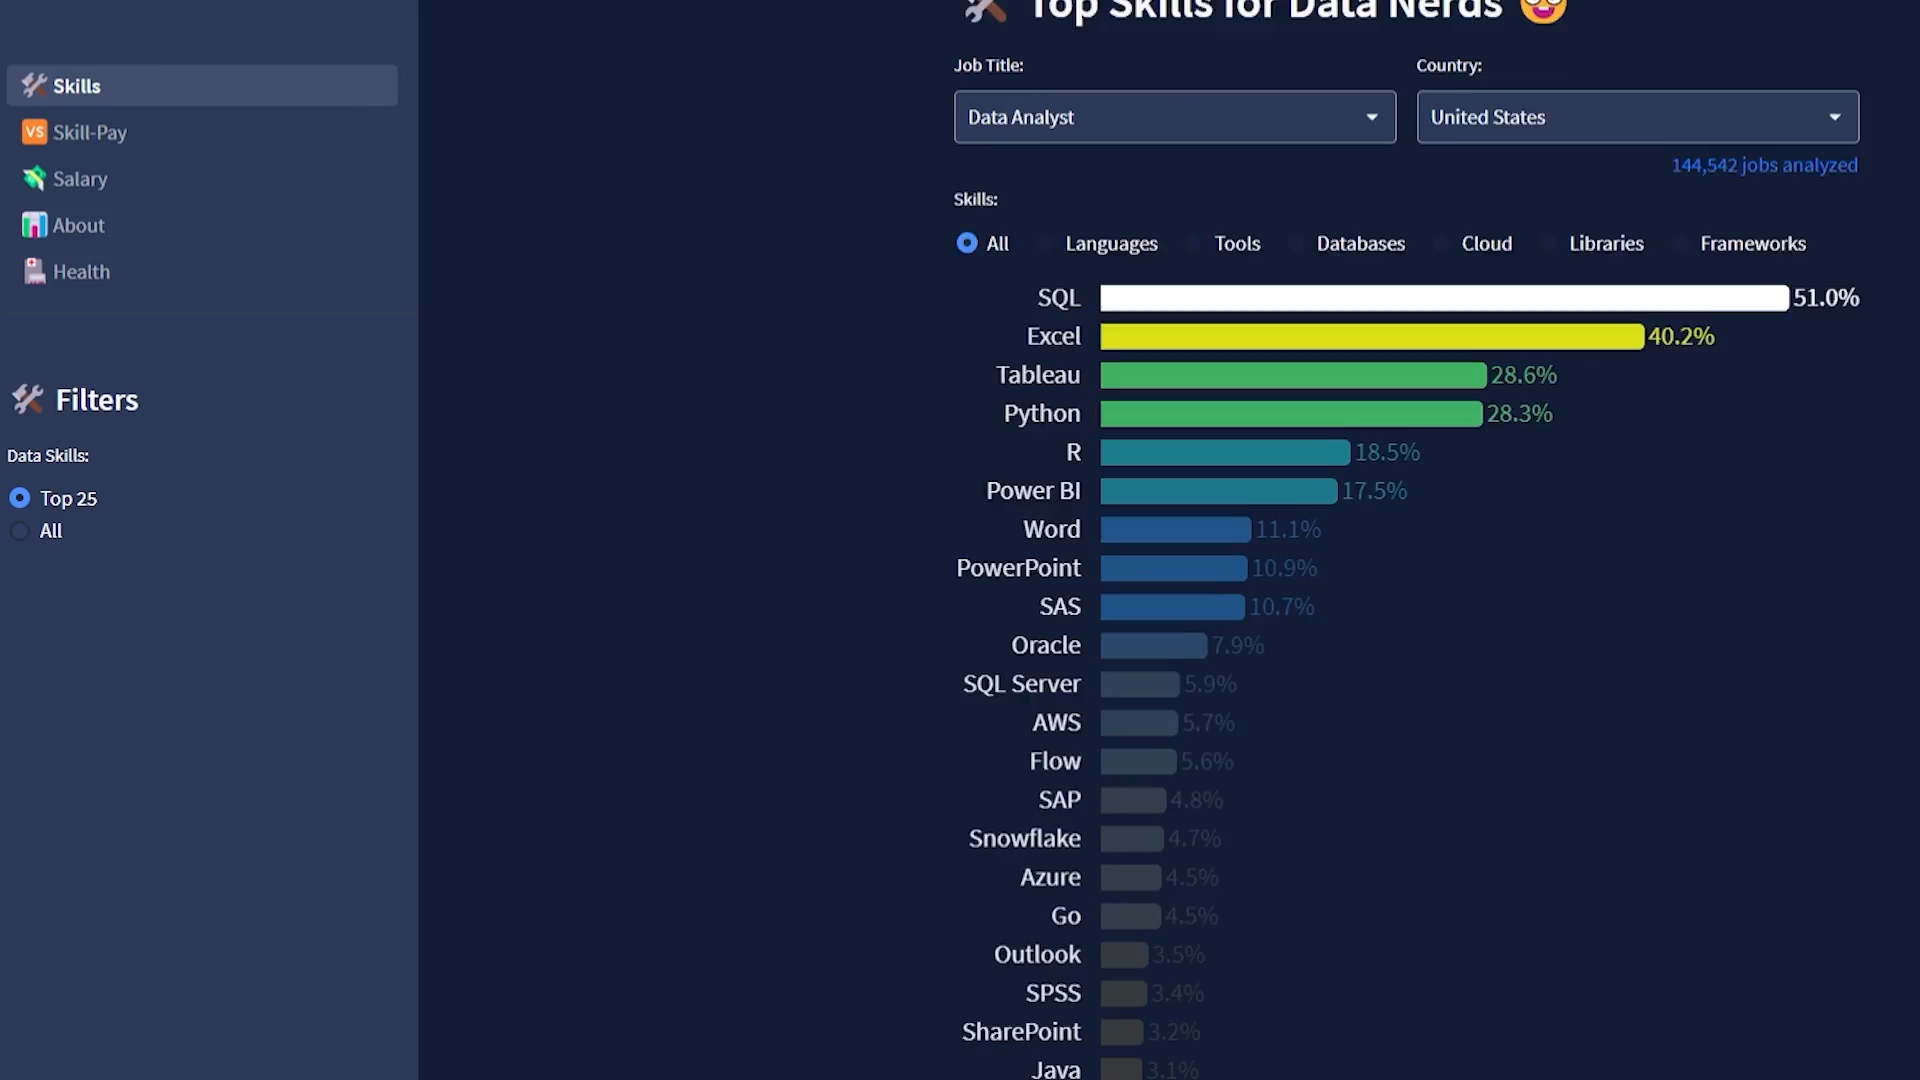 Top Skills for Data Nerds
Skills
VS Skill-Pay
Salary
About
Health
Filters
Data Skills:
Top 25
All
Job Title:
Country:
Data Analyst
United States
144,542 jobs analyzed
Skills:
All Languages Tools Databases Cloud Libraries Frameworks
SQL 51.0%
Excel 40.2%
Tableau 28.6%
Python 28.3%
R 18.5%
Power BI 17.5%
Word 11.1%
PowerPoint 10.9%
SAS 10.7%
Oracle 7.9%
SQL Server 5.9%
AWS 5.7%
Flow 5.6%
SAP 4.8%
Snowflake 4.7%
Azure 4.5%
Go 4.5%
Outlook 3.5%
SPSS 3.4%
SharePoint 3.2%
Java 3.1%